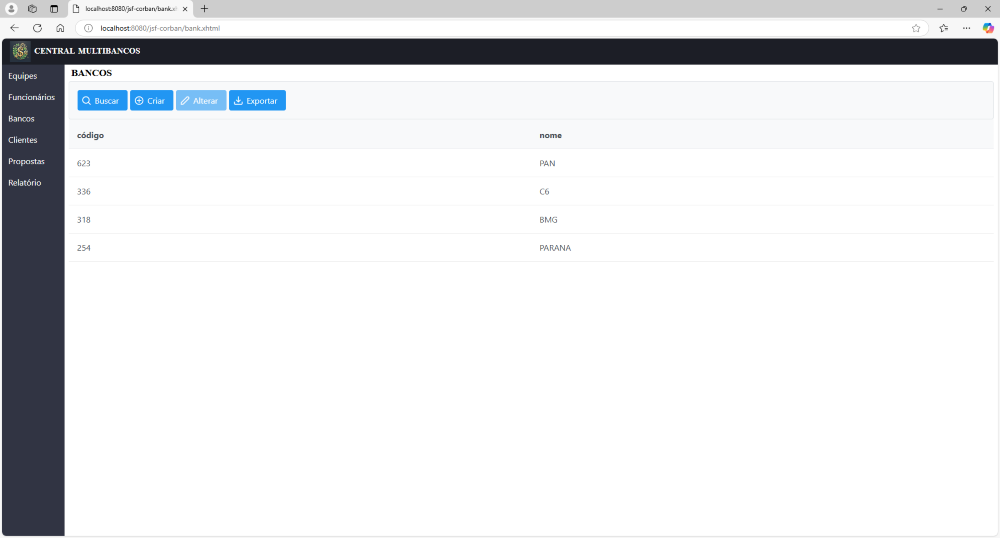 localhost:8080/jsf-corban/bank.xh
localhost:8080/jsf-corban/bank.xhtml
CENTRAL MULTIBANCOS
Equipes
Funcionários
Bancos
Clientes
Propostas
Relatório
BANCOS
Buscar Criar Alterar Exportar
código nome
623 PAN
336 C6
318 BMG
254 PARANA